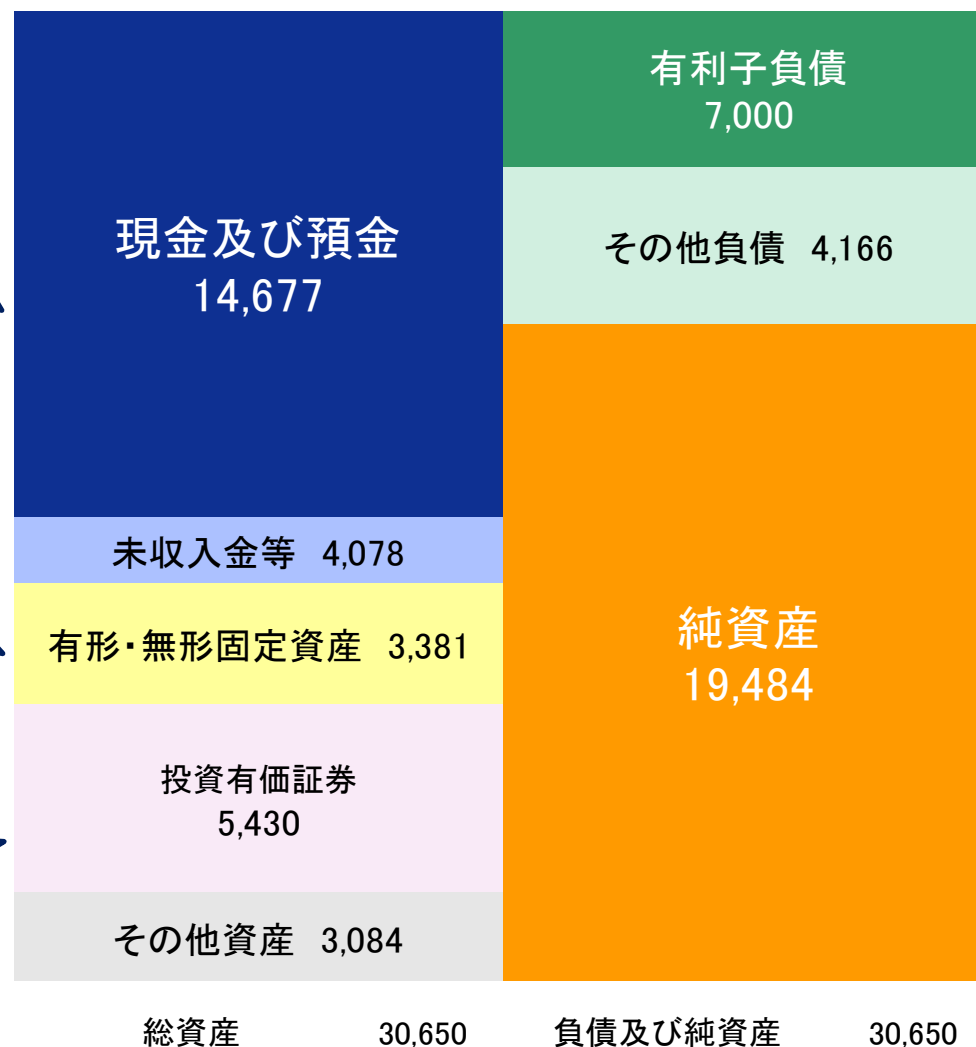 現金及び預金
14,677
未収入金等 4,078
有形・無形固定資産 3,381
投資有価証券
5,430
その他資産 3,084
有利子負債
7,000
その他負債 4,166
純資産
19,484
総資産 30,650 負債及び純資産 30,650